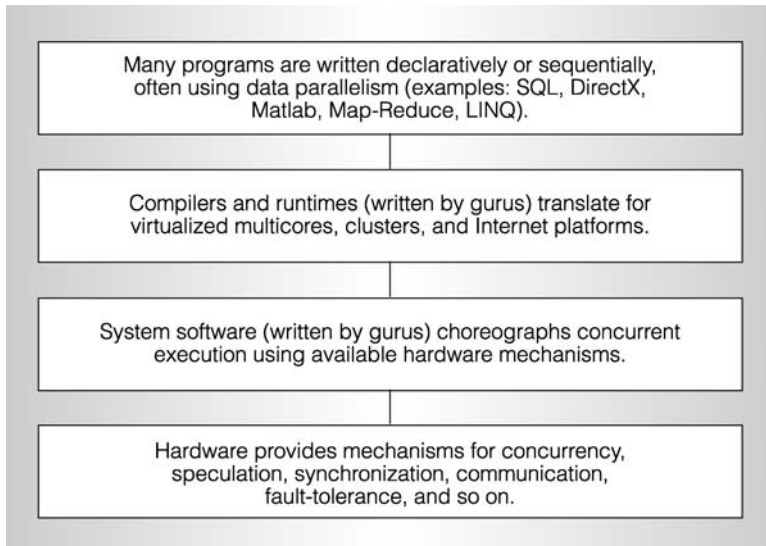 Many programs are written declaratively or sequentially,
often using data parallelism (examples: SQL, DirectX,
Matlab, Map-Reduce, LINQ).
Compilers and runtimes (written by gurus) translate for
virtualized multicores, clusters, and Internet platforms.
System software (written by gurus) choreographs concurrent
execution using available hardware mechanisms.
Hardware provides mechanisms for concurrency,
speculation, synchronization, communication,
fault-tolerance, and so on.